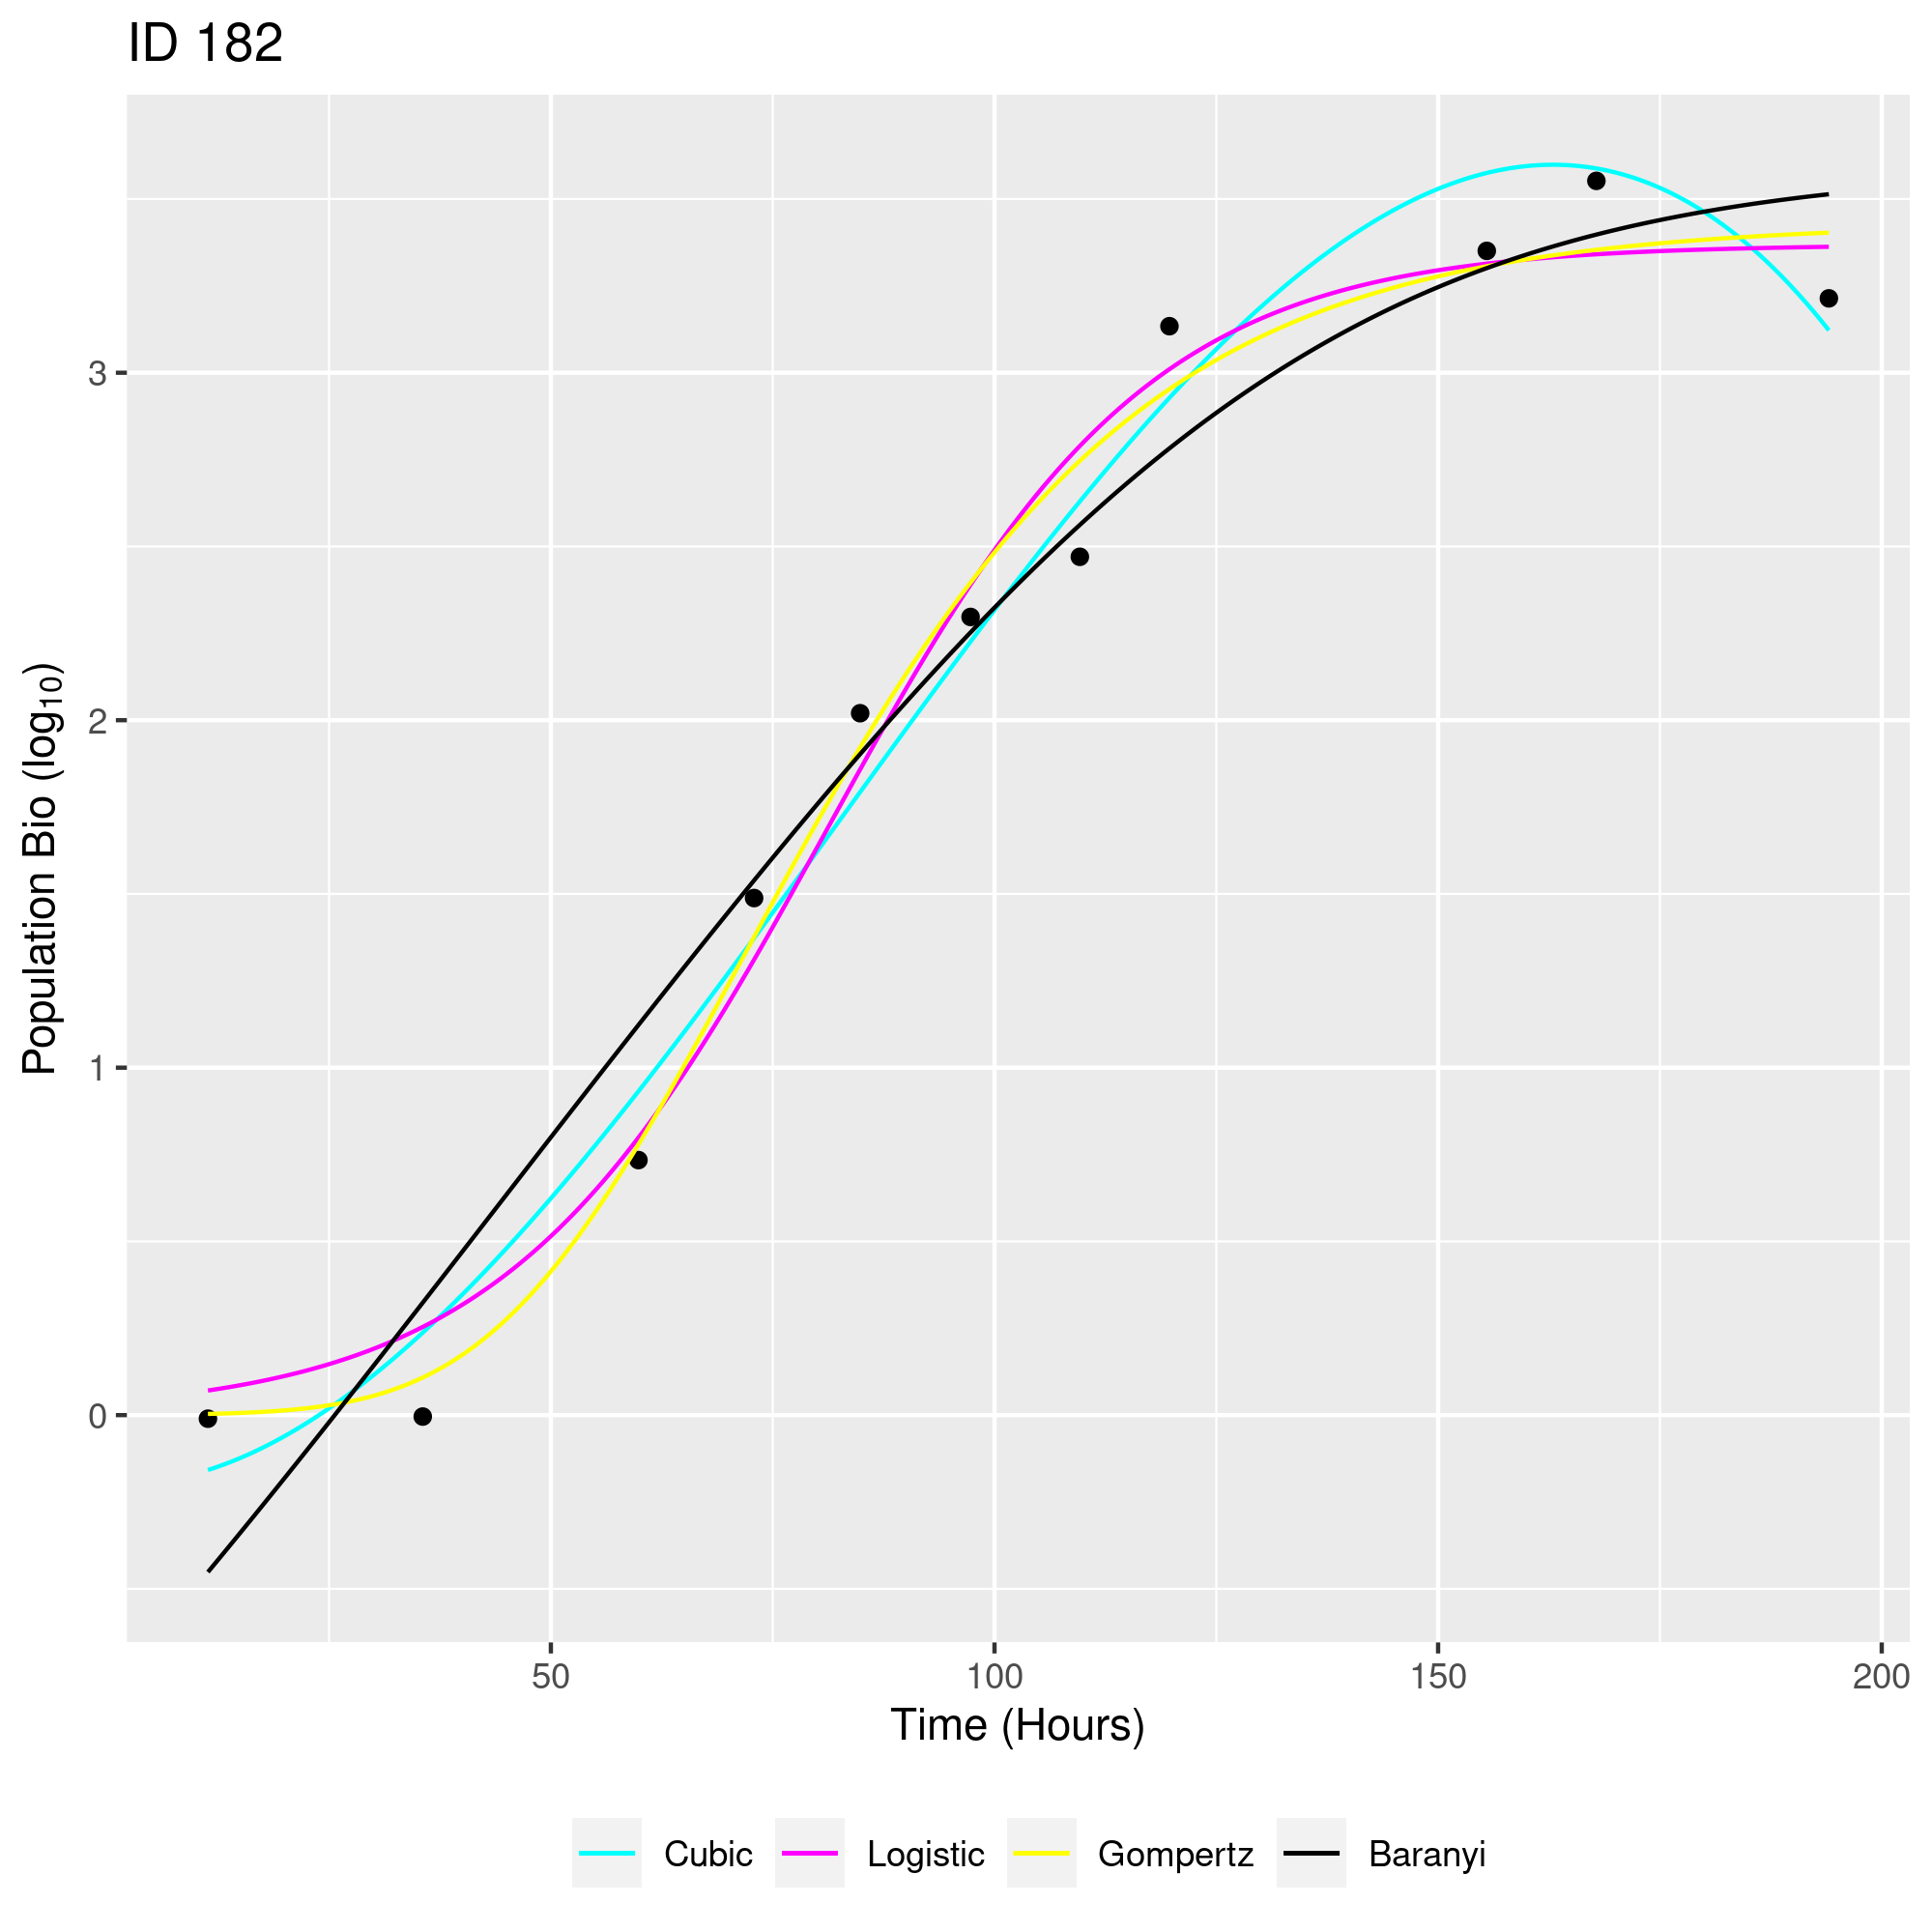 ID 182
Population Bio (log₁₀)
3
2
1
0
50 100 150 200
Time (Hours)
Cubic Logistic Gompertz Baranyi